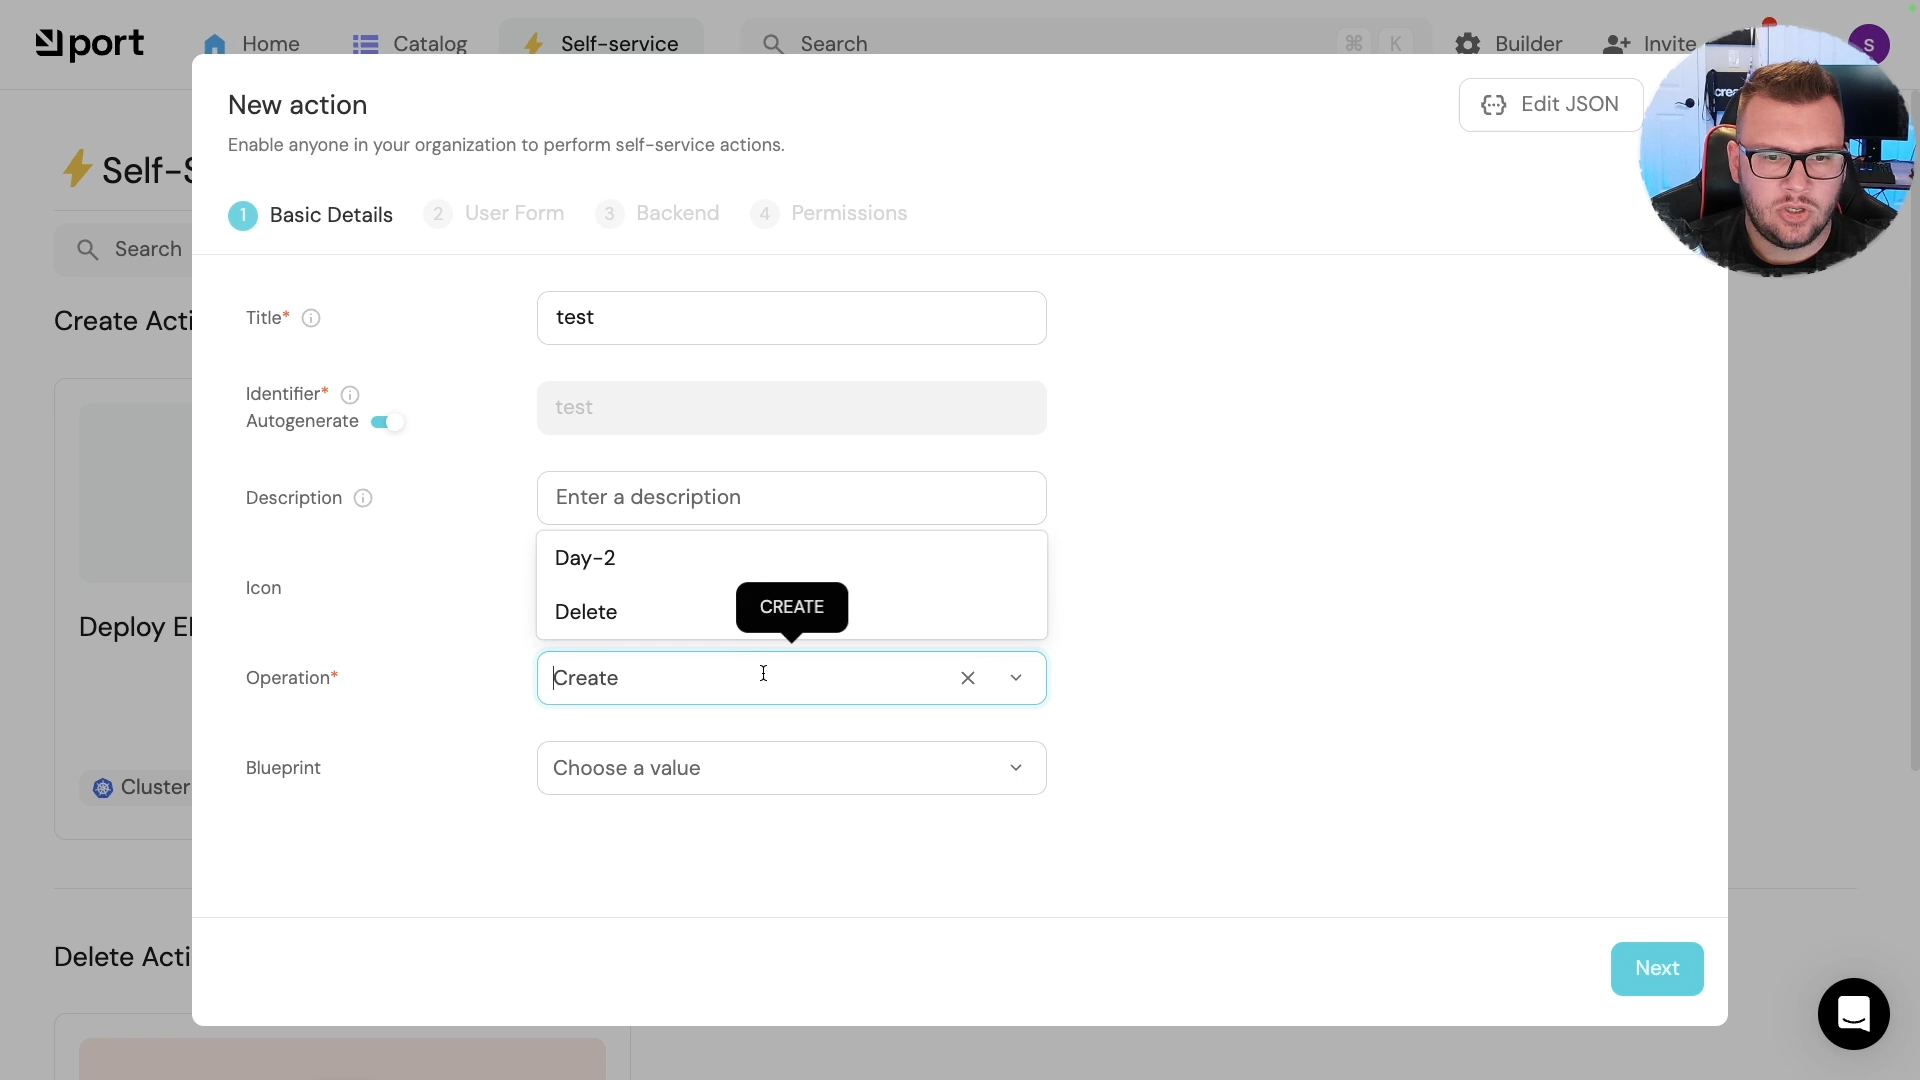 port
Home
Catalog
Self-service
Search
⌘ K
Builder
Invite
S
New action
Enable anyone in your organization to perform self-service actions.
Edit JSON
1 Basic Details
2 User Form
3 Backend
4 Permissions
Self-S
Search
Create Acti
Deploy
Cluster
Delete Acti
Title*
test
Identifier*
Autogenerate
test
Description
Enter a description
Icon
Day-2
Delete
CREATE
Operation*
Create
Blueprint
Choose a value
Next